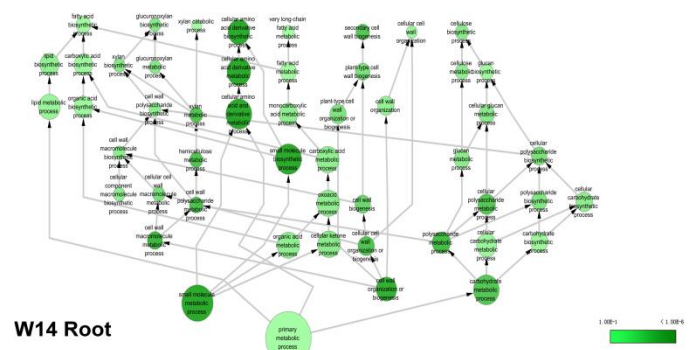 fatty acid
biosynthetic
process
glucuronoxylan
biosynthetic
process
xylan catabolic
process
cellular amino
acid derivative
biosynthetic
process
very long-chain
fatty acid
metabolic
process
secondary cell
wall biogenesis
cellular cell
wall
organization
cellulose
biosynthetic
process
lipid
biosynthetic
process
carboxylic acid
biosynthetic
process
xylan
biosynthetic
process
glucuronoxylan
metabolic
process
cellular amino
acid derivative
metabolic
process
fatty acid
metabolic
process
plant-type cell
wall biogenesis
cellulose
metabolic
process
glucan
biosynthetic
process
lipid metabolic
process
organic acid
biosynthetic
process
cell wall
polysaccharide
biosynthetic
process
xylan
metabolic
process
cellular amino
acid and
derivative
metabolic
process
monocarboxylic
acid metabolic
process
plant-type cell
wall
organization
or biogenesis
cell wall
organization
cellular glucan
metabolic
process
cell wall
macromolecule
biosynthetic
process
hemicellulose
metabolic
process
small molecule
biosynthetic
process
carboxylic acid
metabolic
process
glucan
metabolic
process
cellular
polysaccharide
biosynthetic
process
cellular
component
macromolecule
biosynthetic
process
cellular cell
wall
macromolecule
metabolic
process
cell wall
polysaccharide
metabolic
process
oxoacid
metabolic
process
cell wall
biogenesis
cellular
polysaccharide
metabolic
process
polysaccharide
biosynthetic
process
cellular
carbohydrate
biosynthetic
process
cell wall
macromolecule
metabolic
process
organic acid
metabolic
process
cellular ketone
metabolic
process
cellular cell
wall
organization
or biogenesis
polysaccharide
metabolic
process
cellular
carbohydrate
metabolic
process
carbohydrate
biosynthetic
process
small molecule
metabolic
process
cell wall
organization or
biogenesis
carbohydrate
metabolic
process
primary
metabolic
process
W14 Root
1.00E-1
< 1.00E-6